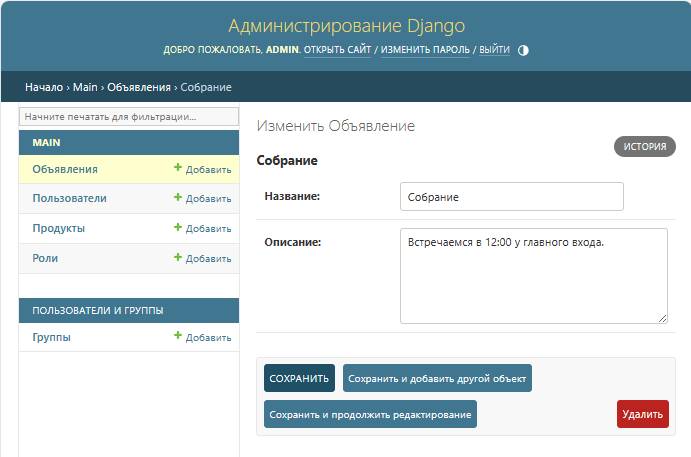 Администрирование Django
ДОБРО ПОЖАЛОВАТЬ, ADMIN. ОТКРЫТЬ САЙТ / ИЗМЕНИТЬ ПАРОЛЬ / ВЫЙТИ
Начало › Main › Объявления › Собрание
Начните печатать для фильтрации...
MAIN
Объявления + Добавить
Пользователи + Добавить
Продукты + Добавить
Роли + Добавить
ПОЛЬЗОВАТЕЛИ И ГРУППЫ
Группы + Добавить
Изменить Объявление
ИСТОРИЯ
Собрание
Название: Собрание
Описание: Встречаемся в 12:00 у главного входа.
СОХРАНИТЬ Сохранить и добавить другой объект
Сохранить и продолжить редактирование Удалить